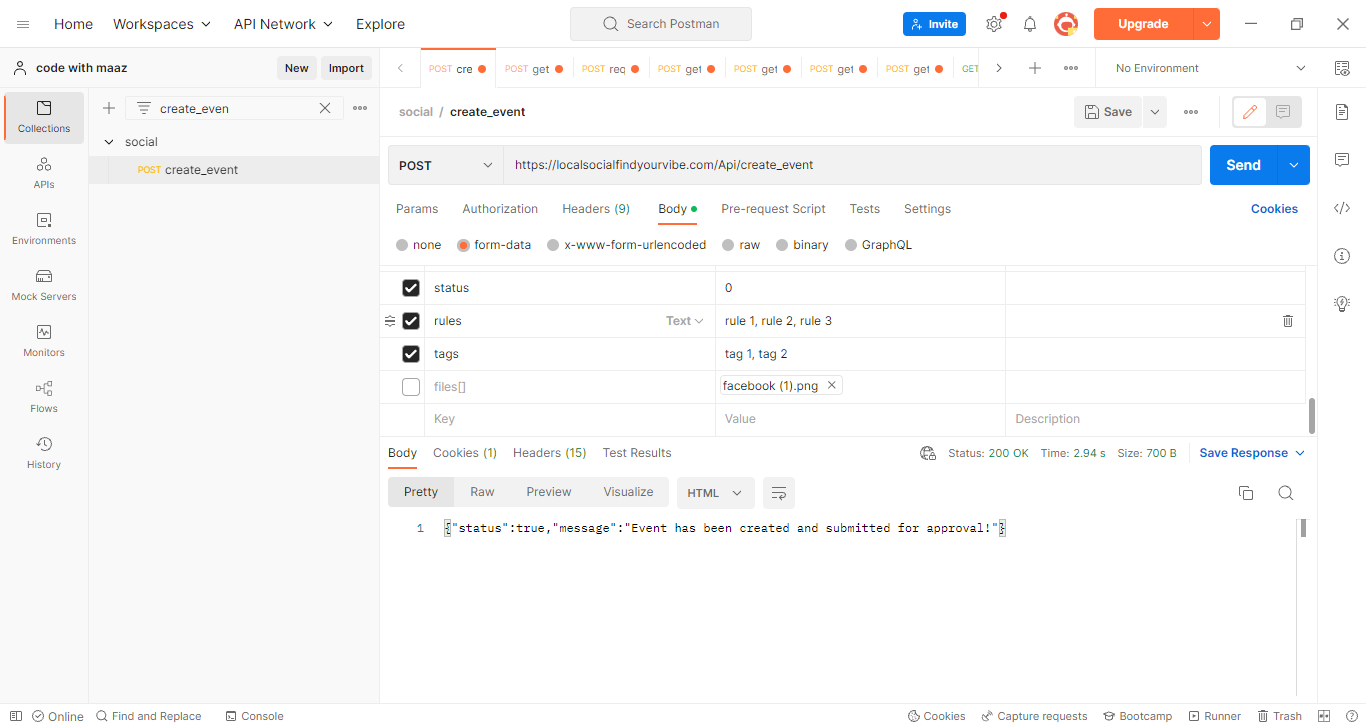 Home Workspaces API Network Explore Search Postman Invite Upgrade
code with maaz New Import POST cre POST get POST req POST get POST get POST get POST get GET No Environment
Collections
APIs
Environments
Mock Servers
Monitors
Flows
History
create_even
social
POST create_event
social / create_event Save
POST https://localsocialfindyourvibe.com/Api/create_event Send
Params Authorization Headers (9) Body Pre-request Script Tests Settings Cookies
none form-data x-www-form-urlencoded raw binary GraphQL
status 0
rules Text rule 1, rule 2, rule 3
tags tag 1, tag 2
files[] facebook (1).png
Key Value Description
Body Cookies (1) Headers (15) Test Results Status: 200 OK Time: 2.94 s Size: 700 B Save Response
Pretty Raw Preview Visualize HTML
1 {"status":true,"message":"Event has been created and submitted for approval!"}
Online Find and Replace Console Cookies Capture requests Bootcamp Runner Trash